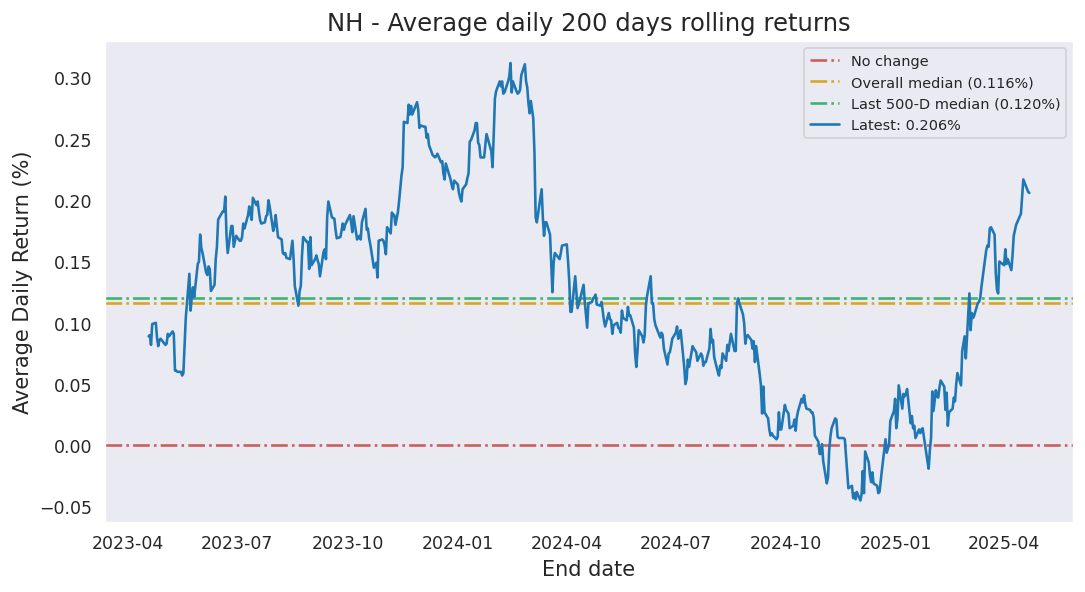 NH - Average daily 200 days rolling returns
No change
Overall median (0.116%)
Last 500-D median (0.120%)
Latest: 0.206%
Average Daily Return (%)
0.30
0.25
0.20
0.15
0.10
0.05
0.00
−0.05
2023-04 2023-07 2023-10 2024-01 2024-04 2024-07 2024-10 2025-01 2025-04
End date